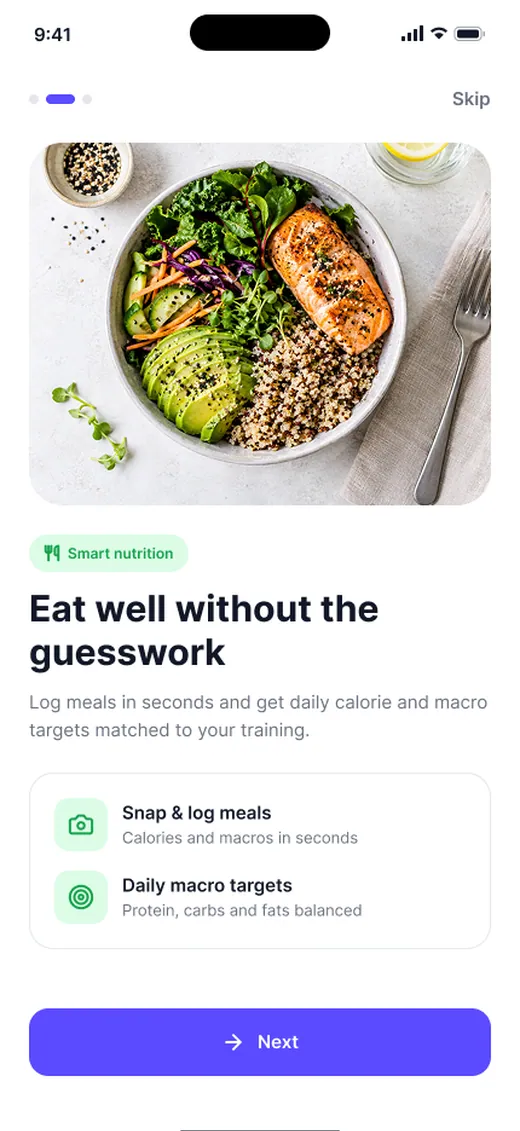 9:41
Skip
Smart nutrition
Eat well without the
guesswork
Log meals in seconds and get daily calorie and macro
targets matched to your training.
Snap & log meals
Calories and macros in seconds
Daily macro targets
Protein, carbs and fats balanced
Next